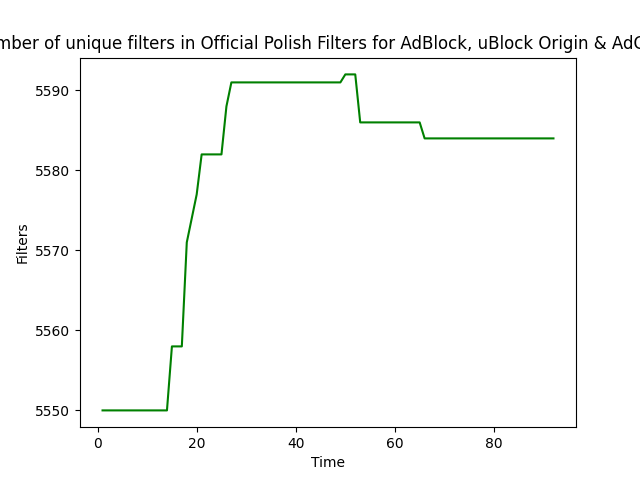 mber of unique filters in Official Polish Filters for AdBlock, uBlock Origin & AdG
5590
5580
5570
5560
5550
Filters
0 20 40 60 80
Time